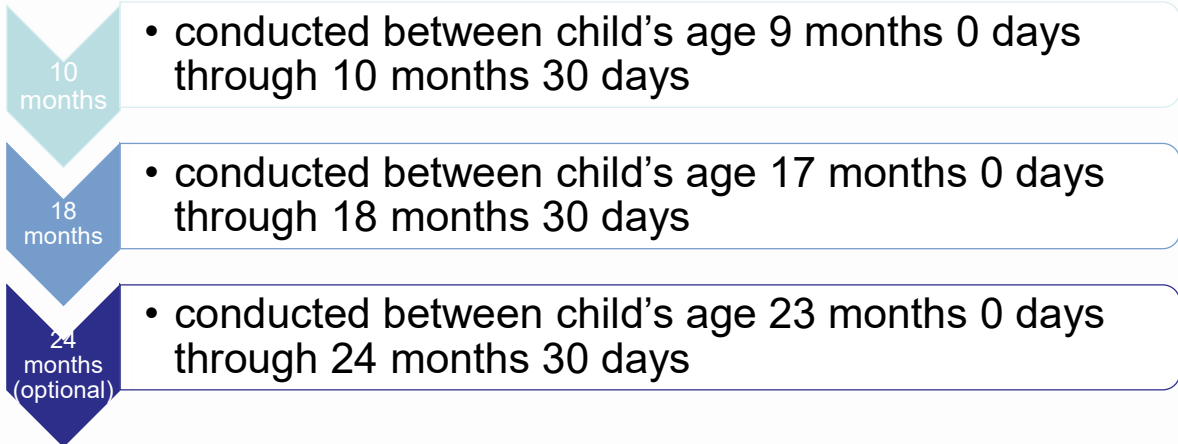 10
months
• conducted between child’s age 9 months 0 days
through 10 months 30 days
18
months
• conducted between child’s age 17 months 0 days
through 18 months 30 days
24
months
(optional)
• conducted between child’s age 23 months 0 days
through 24 months 30 days